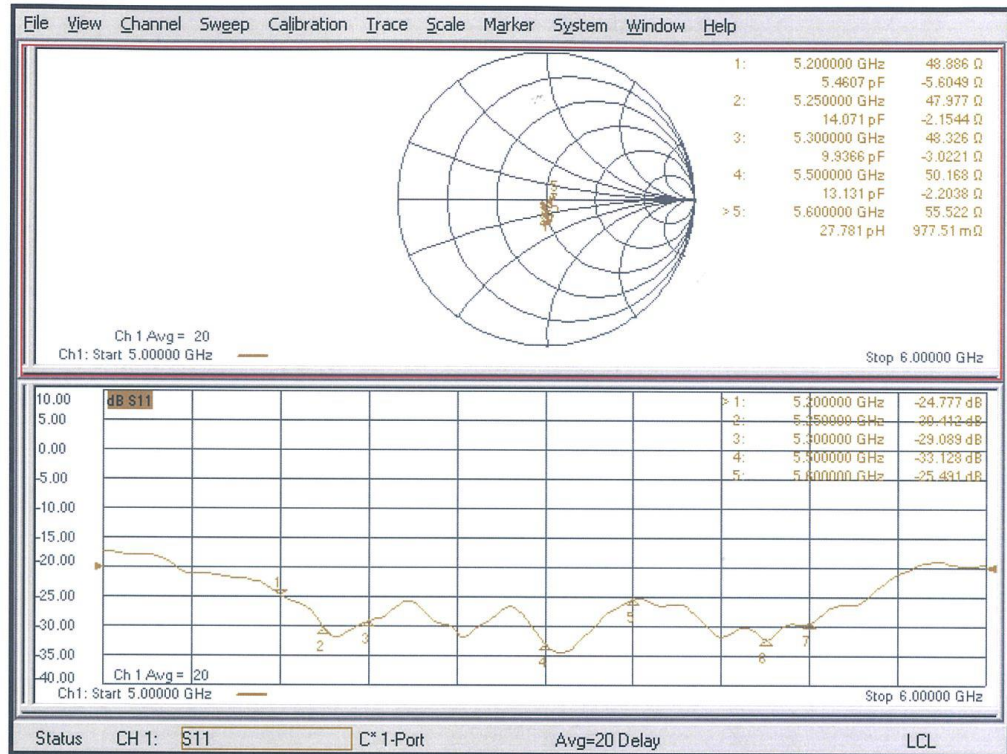 File View Channel Sweep Calibration Trace Scale Marker System Window Help
1: 5.200000 GHz 48.886 Ω
5.4607 pF -5.6049 Ω
2: 5.250000 GHz 47.977 Ω
14.071 pF -2.1544 Ω
3: 5.300000 GHz 48.326 Ω
9.9366 pF -3.0221 Ω
4: 5.500000 GHz 50.168 Ω
13.131 pF -2.2038 Ω
>5: 5.600000 GHz 55.522 Ω
27.781 pH 977.51 mΩ
Ch 1 Avg = 20
Ch1: Start 5.00000 GHz
Stop 6.00000 GHz
10.00
5.00
0.00
-5.00
-10.00
-15.00
-20.00
-25.00
-30.00
-35.00
-40.00
dB S11
>1: 5.200000 GHz -24.777 dB
2: 5.250000 GHz -30.412 dB
3: 5.300000 GHz -29.089 dB
4: 5.500000 GHz -33.128 dB
5: 5.600000 GHz -25.491 dB
1
2
3
4
5
6
7
Ch 1 Avg = 20
Ch1: Start 5.00000 GHz
Stop 6.00000 GHz
Status CH 1: S11 C* 1-Port Avg=20 Delay LCL